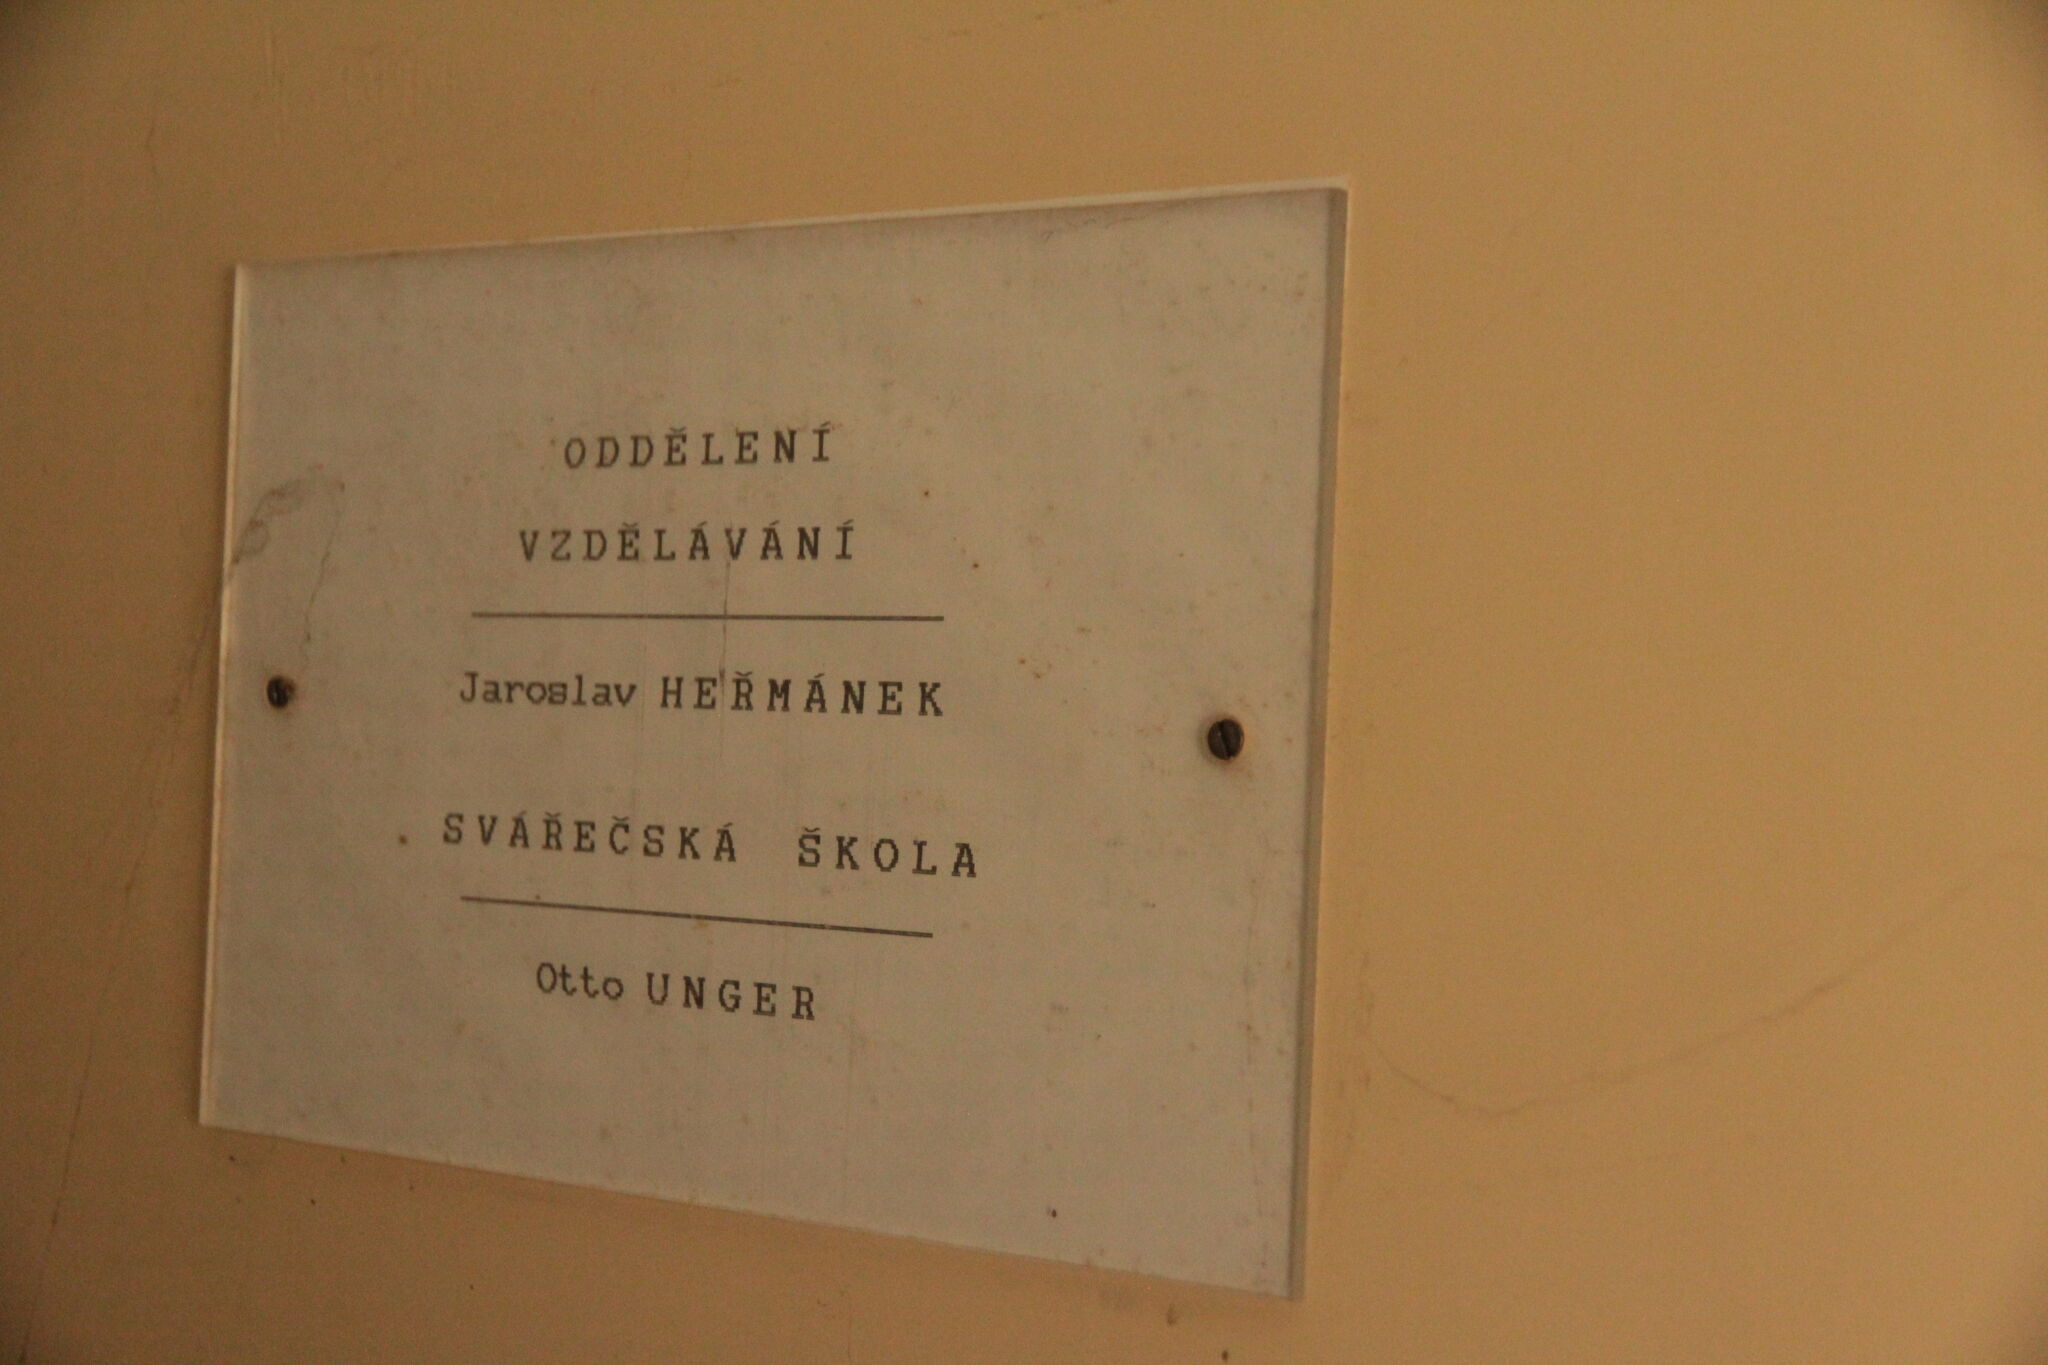 ODDĚLENÍ
VZDĚLÁVÁNÍ
Jaroslav HEŘMÁNEK
SVÁŘEČSKÁ ŠKOLA
Otto UNGER